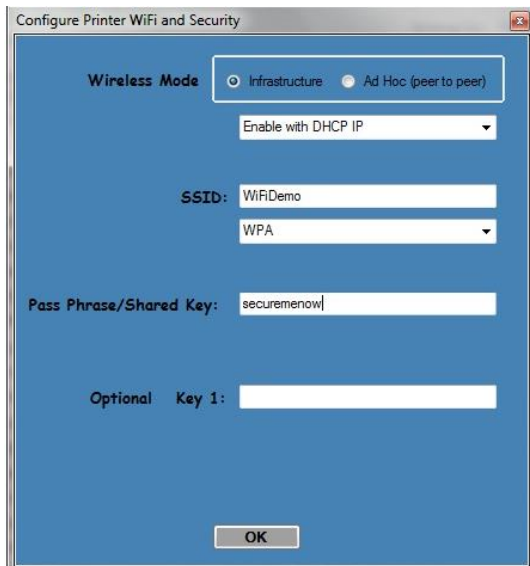 Configure Printer WiFi and Security
Wireless Mode Infrastructure Ad Hoc (peer to peer)
Enable with DHCP IP
SSID: WiFiDemo
WPA
Pass Phrase/Shared Key: securemenow
Optional Key 1:
OK